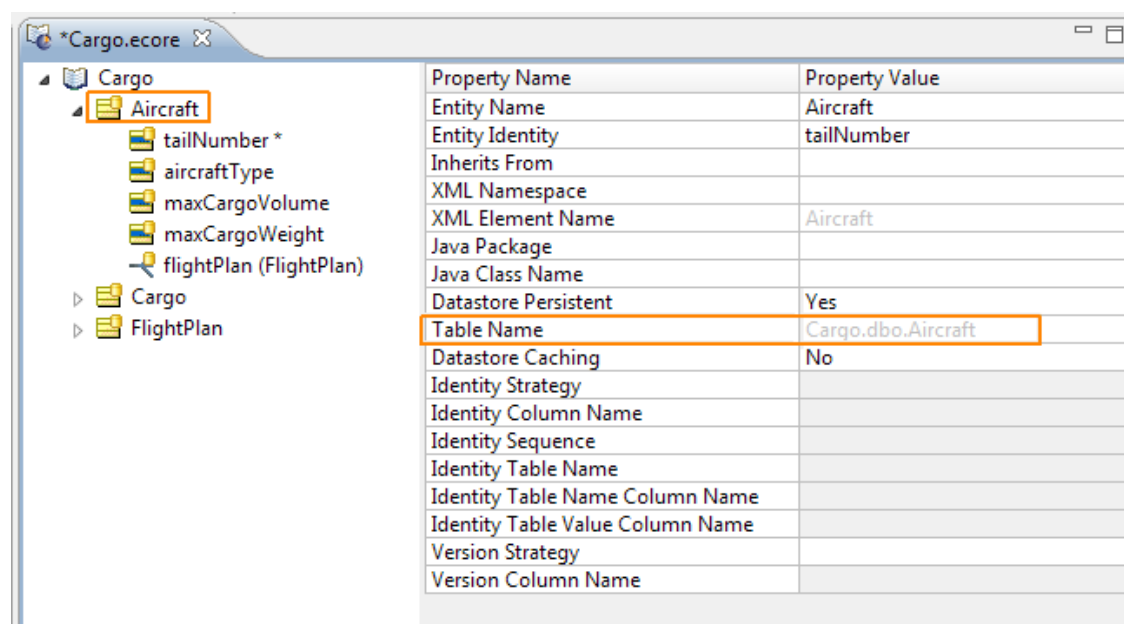 *Cargo.ecore
Cargo
Aircraft
tailNumber *
aircraftType
maxCargoVolume
maxCargoWeight
flightPlan (FlightPlan)
Cargo
FlightPlan
Property Name Property Value
Entity Name Aircraft
Entity Identity tailNumber
Inherits From
XML Namespace
XML Element Name Aircraft
Java Package
Java Class Name
Datastore Persistent Yes
Table Name Cargo.dbo.Aircraft
Datastore Caching No
Identity Strategy
Identity Column Name
Identity Sequence
Identity Table Name
Identity Table Name Column Name
Identity Table Value Column Name
Version Strategy
Version Column Name